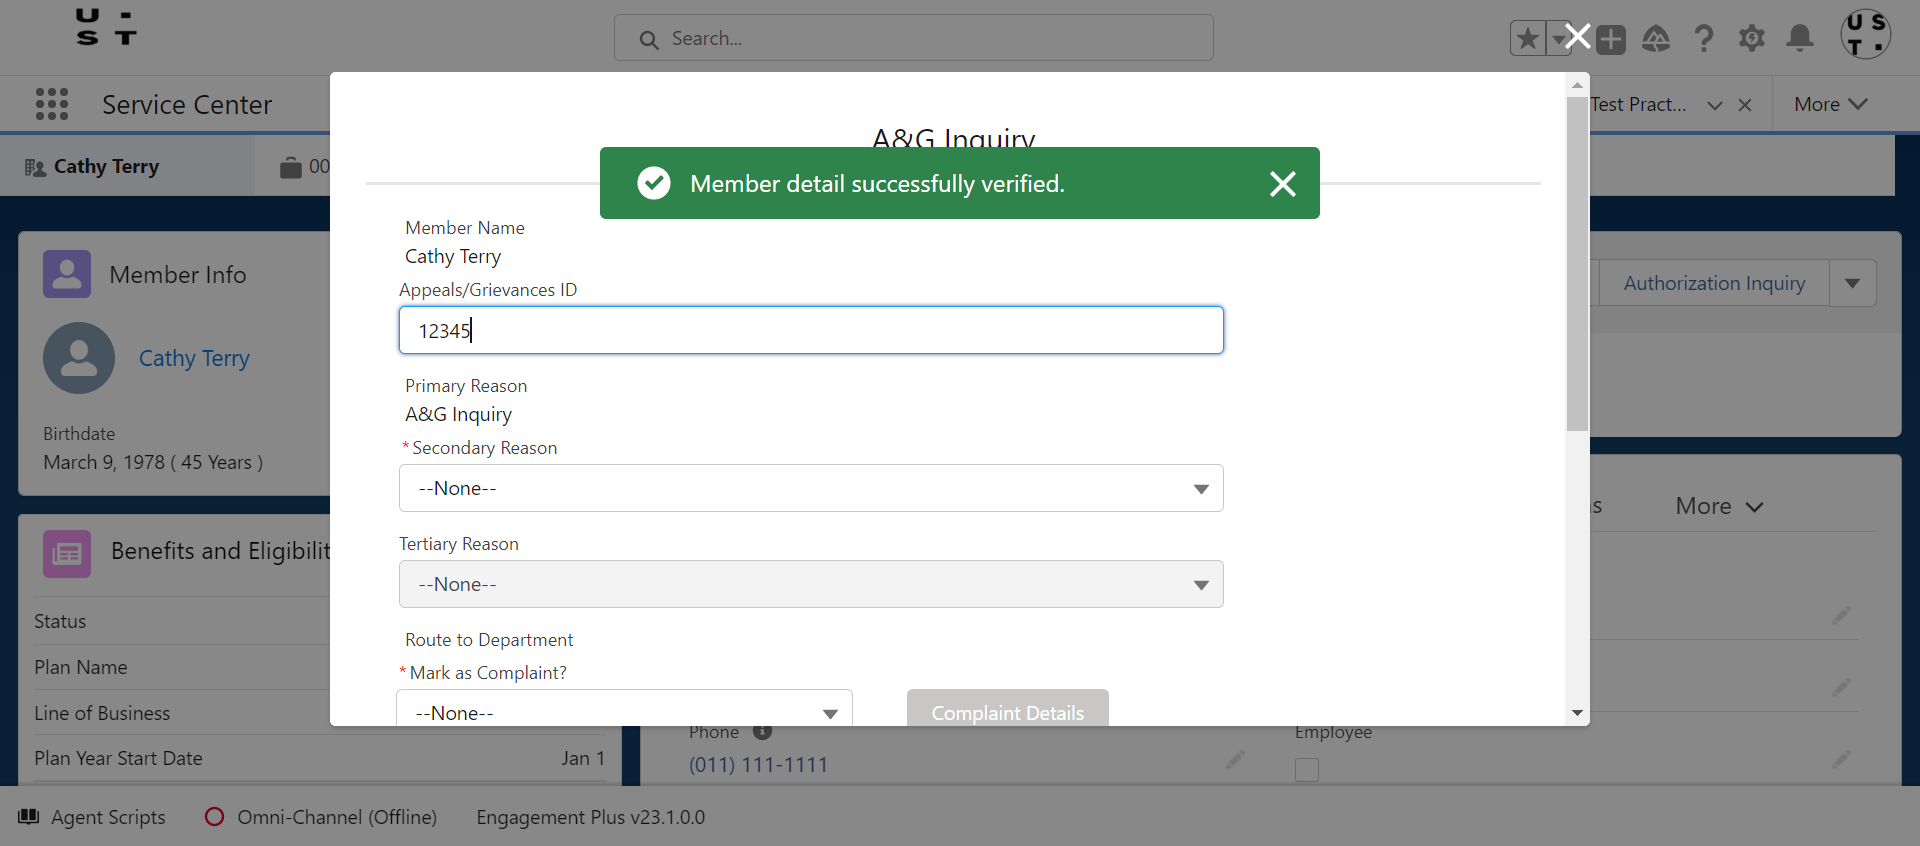 U
S T
Search...
U S
T
Service Center
Test Pract...
More
Cathy Terry
00
A&G Inquiry
Member detail successfully verified.
Member Info
Cathy Terry
Birthdate
March 9, 1978 ( 45 Years )
Benefits and Eligibilit
Status
Plan Name
Line of Business
Plan Year Start Date
Jan 1
Member Name
Cathy Terry
Appeals/Grievances ID
12345
Primary Reason
A&G Inquiry
*Secondary Reason
--None--
Tertiary Reason
--None--
Route to Department
*Mark as Complaint?
--None--
Complaint Details
Authorization Inquiry
s
More
Phone
(011) 111-1111
Employee
Agent Scripts
Omni-Channel (Offline)
Engagement Plus v23.1.0.0